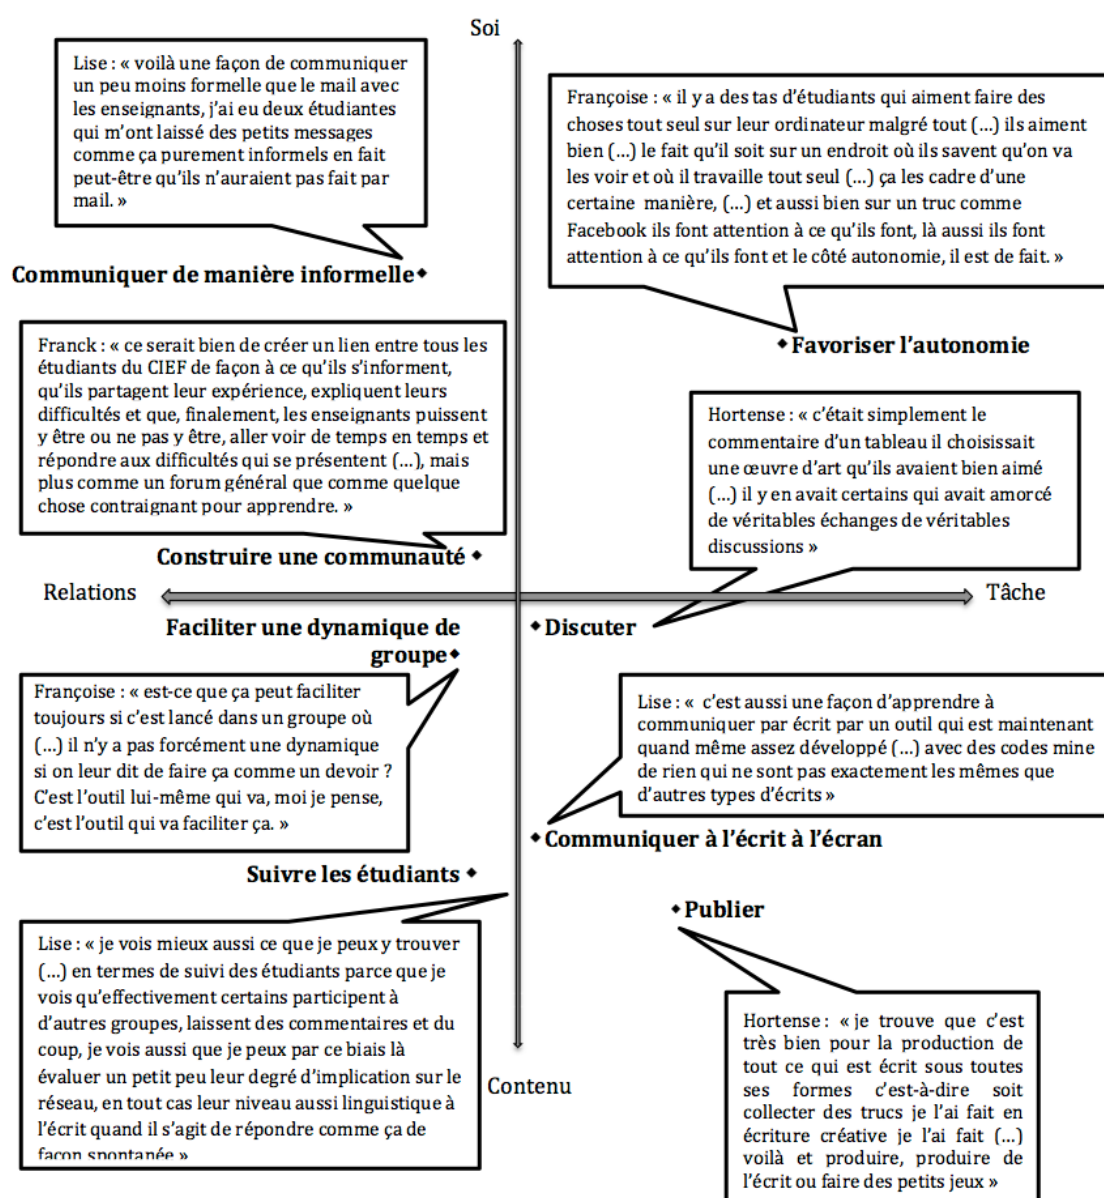 Soi
Lise : « voilà une façon de communiquer
un peu moins formelle que le mail avec
les enseignants, j'ai eu deux étudiantes
qui m'ont laissé des petits messages
comme ça purement informels en fait
peut-être qu'ils n'auraient pas fait par
mail. »
Communiquer de manière informelle
Françoise : « il y a des tas d'étudiants qui aiment faire des
choses tout seul sur leur ordinateur malgré tout (...) ils aiment
bien (...) le fait qu'il soit sur un endroit où ils savent qu'on va
les voir et où il travaille tout seul (...) ça les cadre d'une
certaine manière, (...) et aussi bien sur un truc comme
Facebook ils font attention à ce qu'ils font, là aussi ils font
attention à ce qu'ils font et le côté autonomie, il est de fait. »
Favoriser l'autonomie
Franck : « ce serait bien de créer un lien entre tous les
étudiants du CIEF de façon à ce qu'ils s'informent,
qu'ils partagent leur expérience, expliquent leurs
difficultés et que, finalement, les enseignants puissent
y être ou ne pas y être, aller voir de temps en temps et
répondre aux difficultés qui se présentent (...), mais
plus comme un forum général que comme quelque
chose contraignant pour apprendre. »
Construire une communauté
Hortense : « c'était simplement le
commentaire d'un tableau il choisissait
une œuvre d'art qu'ils avaient bien aimé
(...) il y en avait certains qui avait amorcé
de véritables échanges de véritables
discussions »
Relations
Tâche
Faciliter une dynamique de
groupe
Discuter
Françoise : « est-ce que ça peut faciliter
toujours si c'est lancé dans un groupe où
(...) il n'y a pas forcément une dynamique
si on leur dit de faire ça comme un devoir ?
C'est l'outil lui-même qui va, moi je pense,
c'est l'outil qui va faciliter ça. »
Lise : « c'est aussi une façon d'apprendre à
communiquer par écrit par un outil qui est maintenant
quand même assez développé (...) avec des codes mine
de rien qui ne sont pas exactement les mêmes que
d'autres types d'écrits »
Communiquer à l'écrit à l'écran
Suivre les étudiants
Publier
Lise : « je vois mieux aussi ce que je peux y trouver
(...) en termes de suivi des étudiants parce que je
vois qu'effectivement certains participent à
d'autres groupes, laissent des commentaires et du
coup, je vois aussi que je peux par ce biais là
évaluer un petit peu leur degré d'implication sur le
réseau, en tout cas leur niveau aussi linguistique à
l'écrit quand il s'agit de répondre comme ça de
façon spontanée »
Contenu
Hortense : « je trouve que c'est
très bien pour la production de
tout ce qui est écrit sous toutes
ses formes c'est-à-dire soit
collecter des trucs je l'ai fait en
écriture créative je l'ai fait (...)
voilà et produire, produire de
l'écrit ou faire des petits jeux »